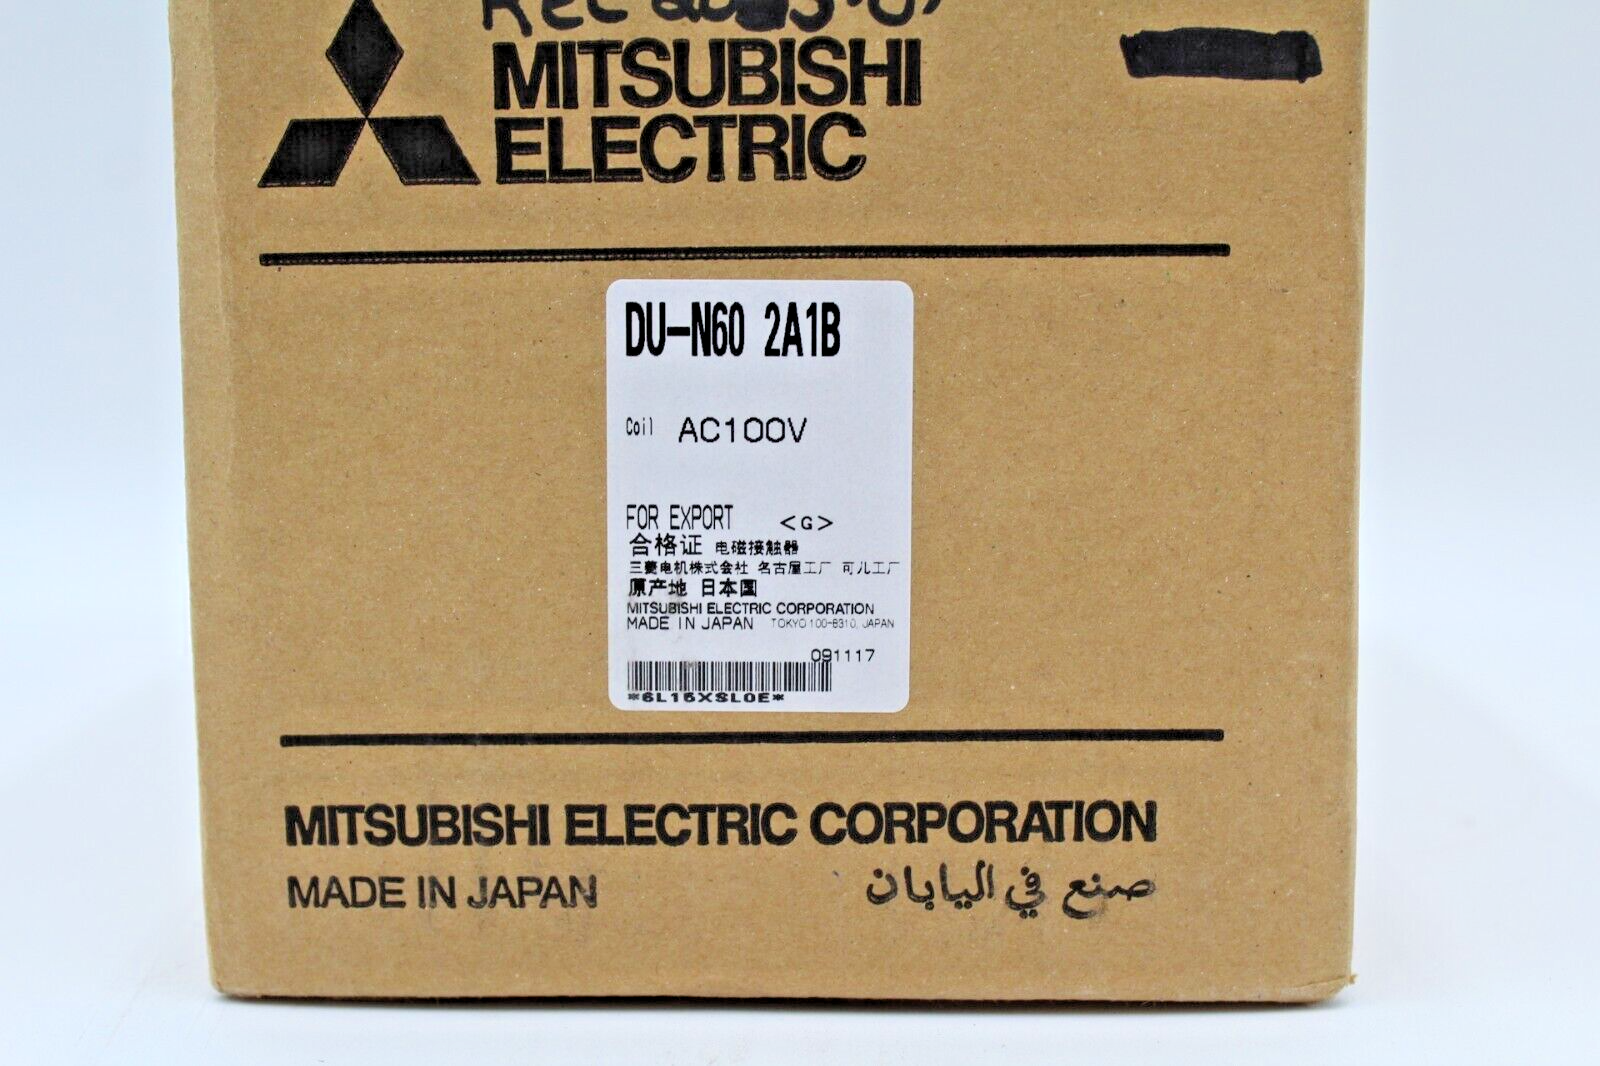 MITSUBISHI
ELECTRIC
DU-N60 2A1B
Coil AC100V
FOR EXPORT <G>
合格证 电磁接触器
三菱电机株式会社 名古屋工厂 可儿工厂
原产地 日本国
MITSUBISHI ELECTRIC CORPORATION
MADE IN JAPAN TOKYO 100-8310, JAPAN
091117
*6L15XSL0E*
MITSUBISHI ELECTRIC CORPORATION
MADE IN JAPAN صنع في اليابان